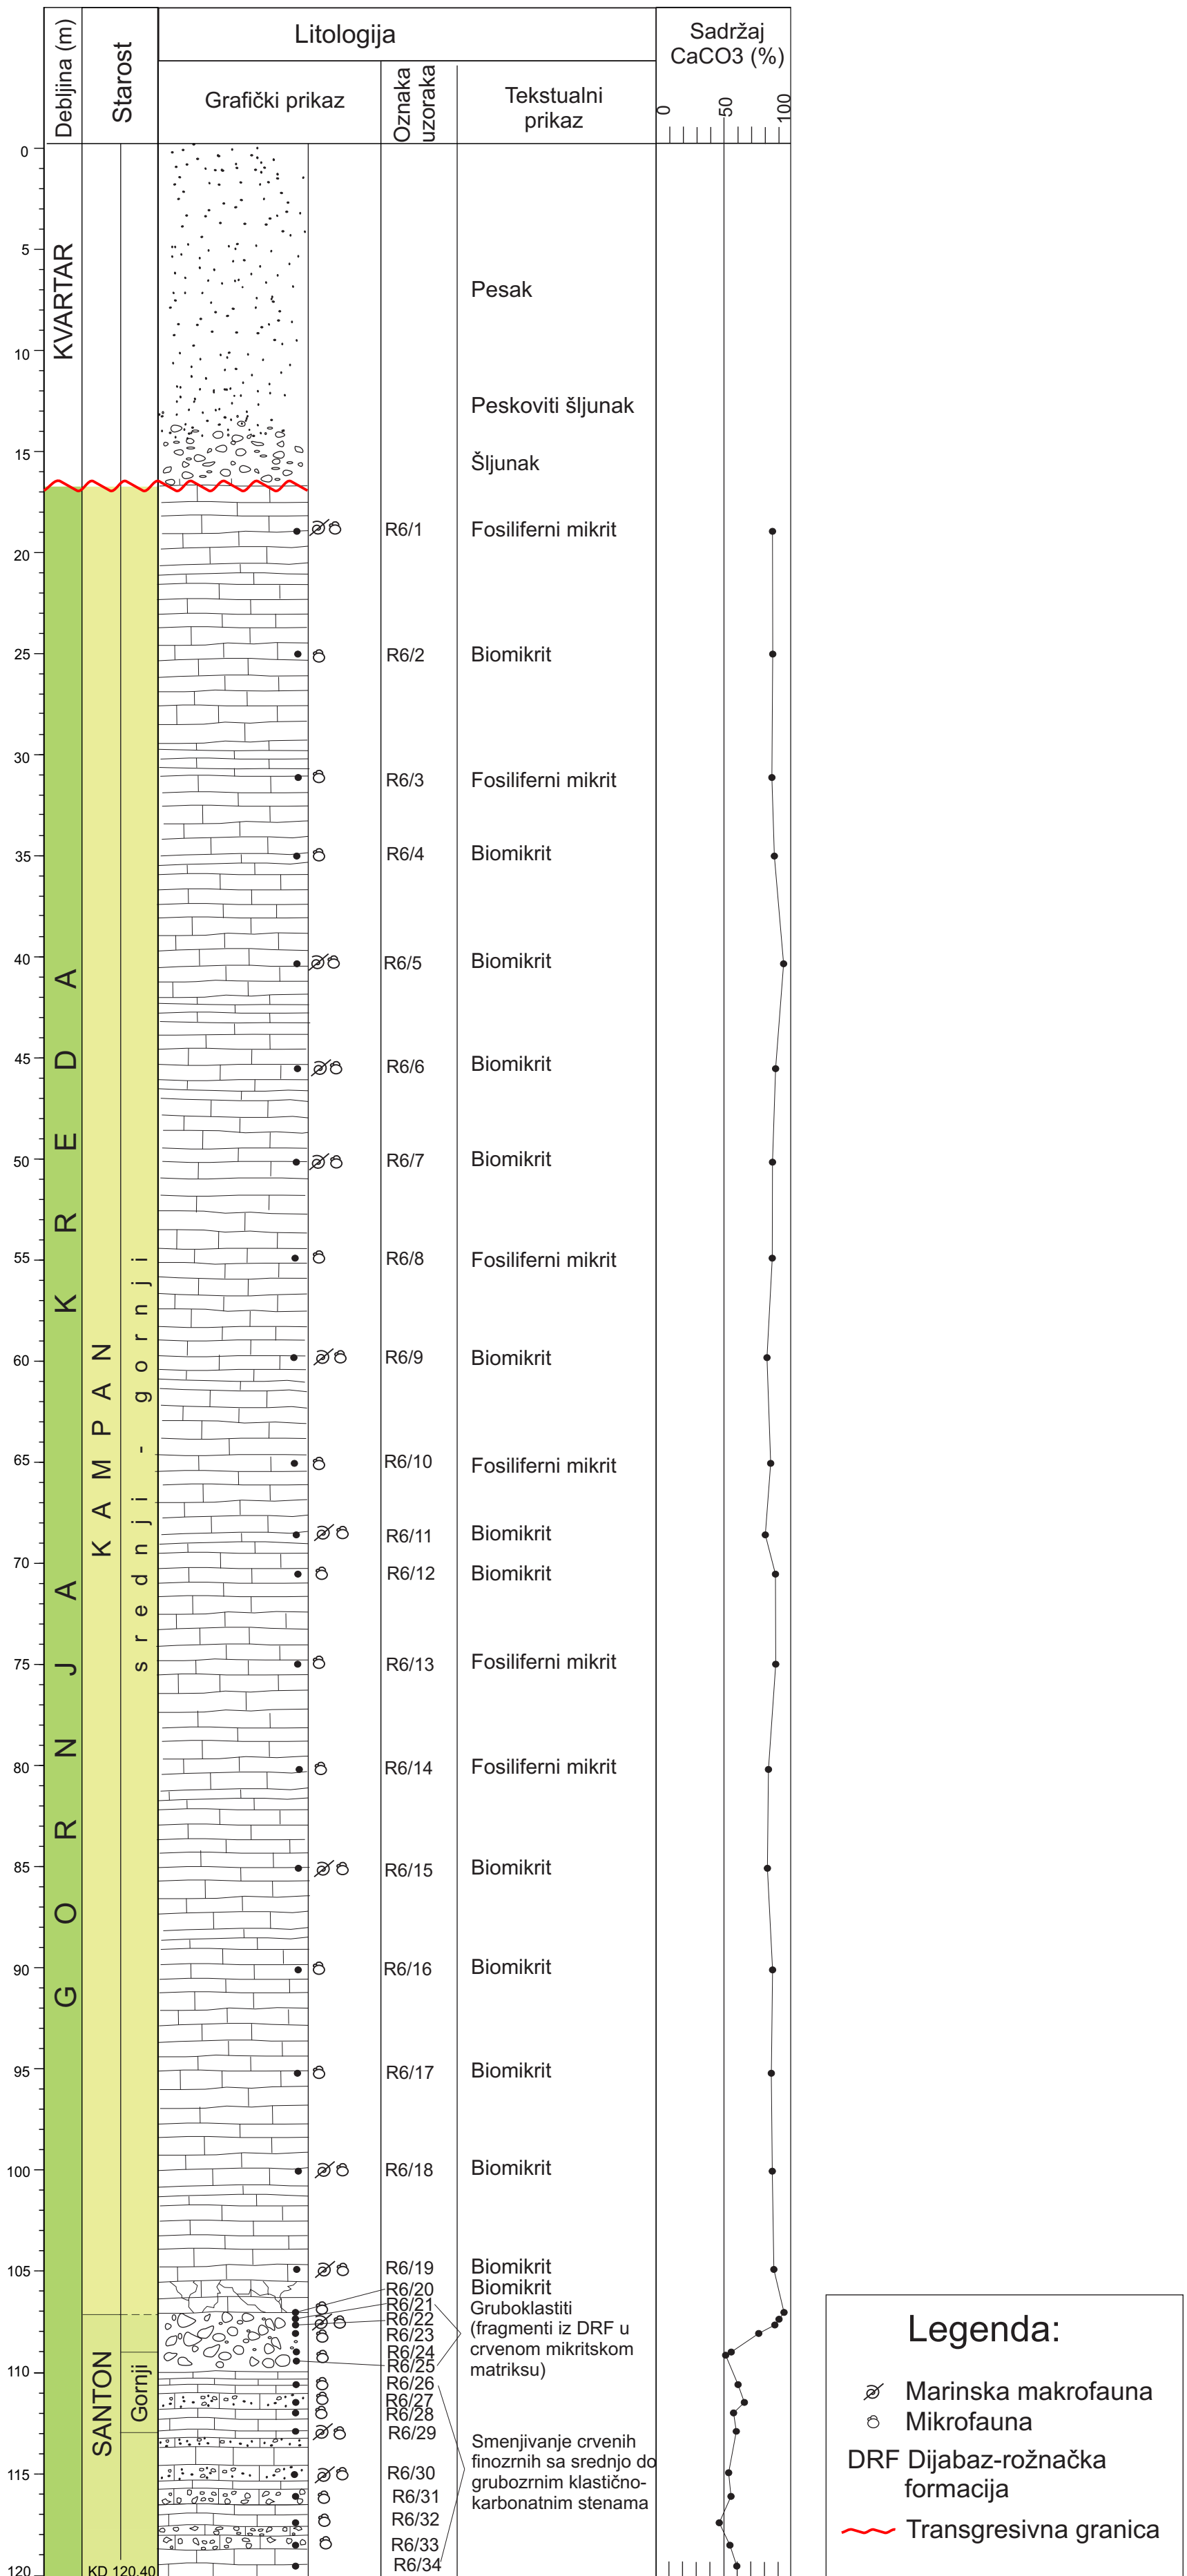 Debljina (m)
Starost
Litologija
Grafički prikaz
Oznaka
uzoraka
Tekstualni
prikaz
Sadržaj
CaCO3 (%)
0
50
100
0
5
10
15
20
25
30
35
40
45
50
55
60
65
70
75
80
85
90
95
100
105
110
115
120
KVARTAR
GORNJA KREDA
KAMPAN
srednji - gornji
SANTON
Gornji
KD 120.40
Pesak
Peskoviti šljunak
Šljunak
R6/1 Fosiliferni mikrit
R6/2 Biomikrit
R6/3 Fosiliferni mikrit
R6/4 Biomikrit
R6/5 Biomikrit
R6/6 Biomikrit
R6/7 Biomikrit
R6/8 Fosiliferni mikrit
R6/9 Biomikrit
R6/10 Fosiliferni mikrit
R6/11 Biomikrit
R6/12 Biomikrit
R6/13 Fosiliferni mikrit
R6/14 Fosiliferni mikrit
R6/15 Biomikrit
R6/16 Biomikrit
R6/17 Biomikrit
R6/18 Biomikrit
R6/19 Biomikrit
R6/20 Biomikrit
R6/21
R6/22
R6/23
R6/24
R6/25
Gruboklastiti
(fragmenti iz DRF u
crvenom mikritskom
matriksu)
R6/26
R6/27
R6/28
R6/29
R6/30
R6/31
R6/32
R6/33
R6/34
Smenjivanje crvenih
finozrnih sa srednjo do
grubozrnim klastično-
karbonatnim stenama
Legenda:
Marinska makrofauna
Mikrofauna
DRF Dijabaz-rožnačka
formacija
Transgresivna granica